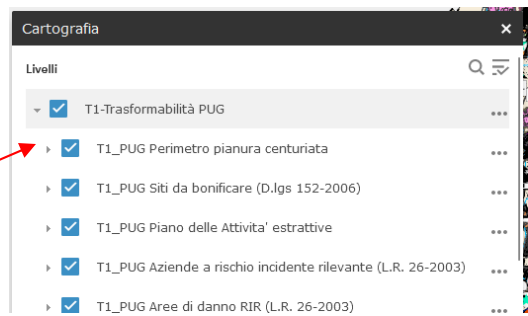 Cartografia
Livelli
T1-Trasformabilità PUG
T1_PUG Perimetro pianura centuriata
T1_PUG Siti da bonificare (D.lgs 152-2006)
T1_PUG Piano delle Attivita' estrattive
T1_PUG Aziende a rischio incidente rilevante (L.R. 26-2003)
T1_PUG Aree di danno RIR (L.R. 26-2003)